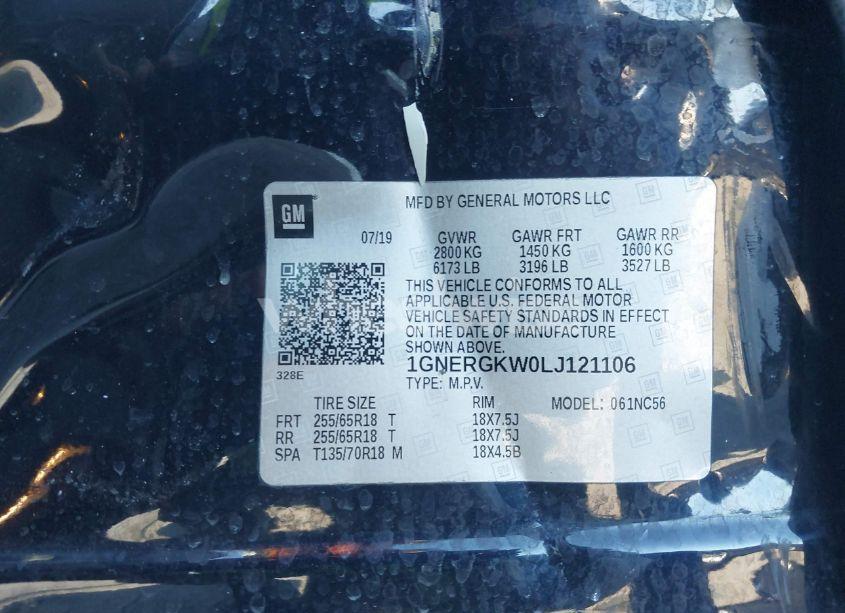 GM
MFD BY GENERAL MOTORS LLC
07/19 GVWR GAWR FRT GAWR RR
2800 KG 1450 KG 1600 KG
6173 LB 3196 LB 3527 LB
THIS VEHICLE CONFORMS TO ALL
APPLICABLE U.S. FEDERAL MOTOR
VEHICLE SAFETY STANDARDS IN EFFECT
ON THE DATE OF MANUFACTURE
SHOWN ABOVE.
328E
1GNERGKW0LJ121106
TYPE: M.P.V.
TIRE SIZE RIM MODEL: 061NC56
FRT 255/65R18 T 18X7.5J
RR 255/65R18 T 18X7.5J
SPA T135/70R18 M 18X4.5B